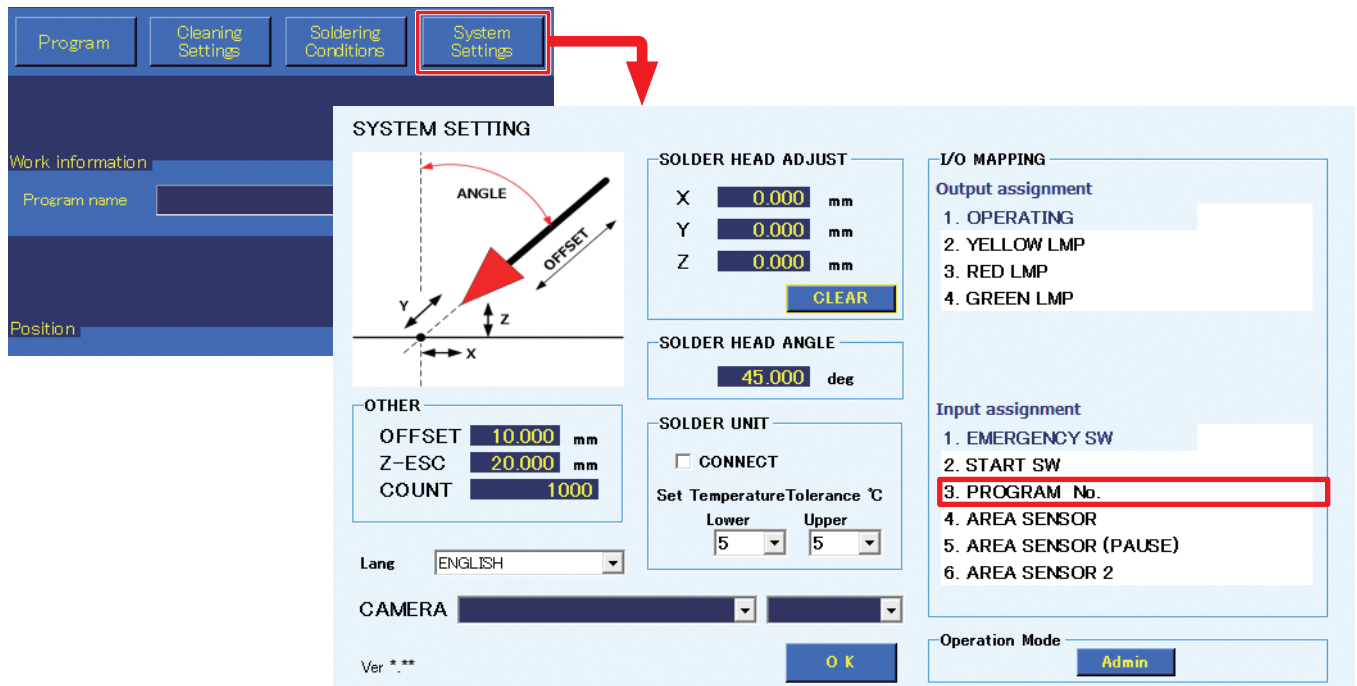 Program
Cleaning Settings
Soldering Conditions
System Settings
Work information
Program name
Position
SYSTEM SETTING
ANGLE
OFFSET
Y
Z
X
OTHER
OFFSET 10.000 mm
Z-ESC 20.000 mm
COUNT 1000
Lang ENGLISH
CAMERA
Ver *.**
SOLDER HEAD ADJUST
X 0.000 mm
Y 0.000 mm
Z 0.000 mm
CLEAR
SOLDER HEAD ANGLE
45.000 deg
SOLDER UNIT
CONNECT
Set TemperatureTolerance ℃
Lower Upper
5 5
O K
I/O MAPPING
Output assignment
1. OPERATING
2. YELLOW LMP
3. RED LMP
4. GREEN LMP
Input assignment
1. EMERGENCY SW
2. START SW
3. PROGRAM No.
4. AREA SENSOR
5. AREA SENSOR (PAUSE)
6. AREA SENSOR 2
Operation Mode
Admin